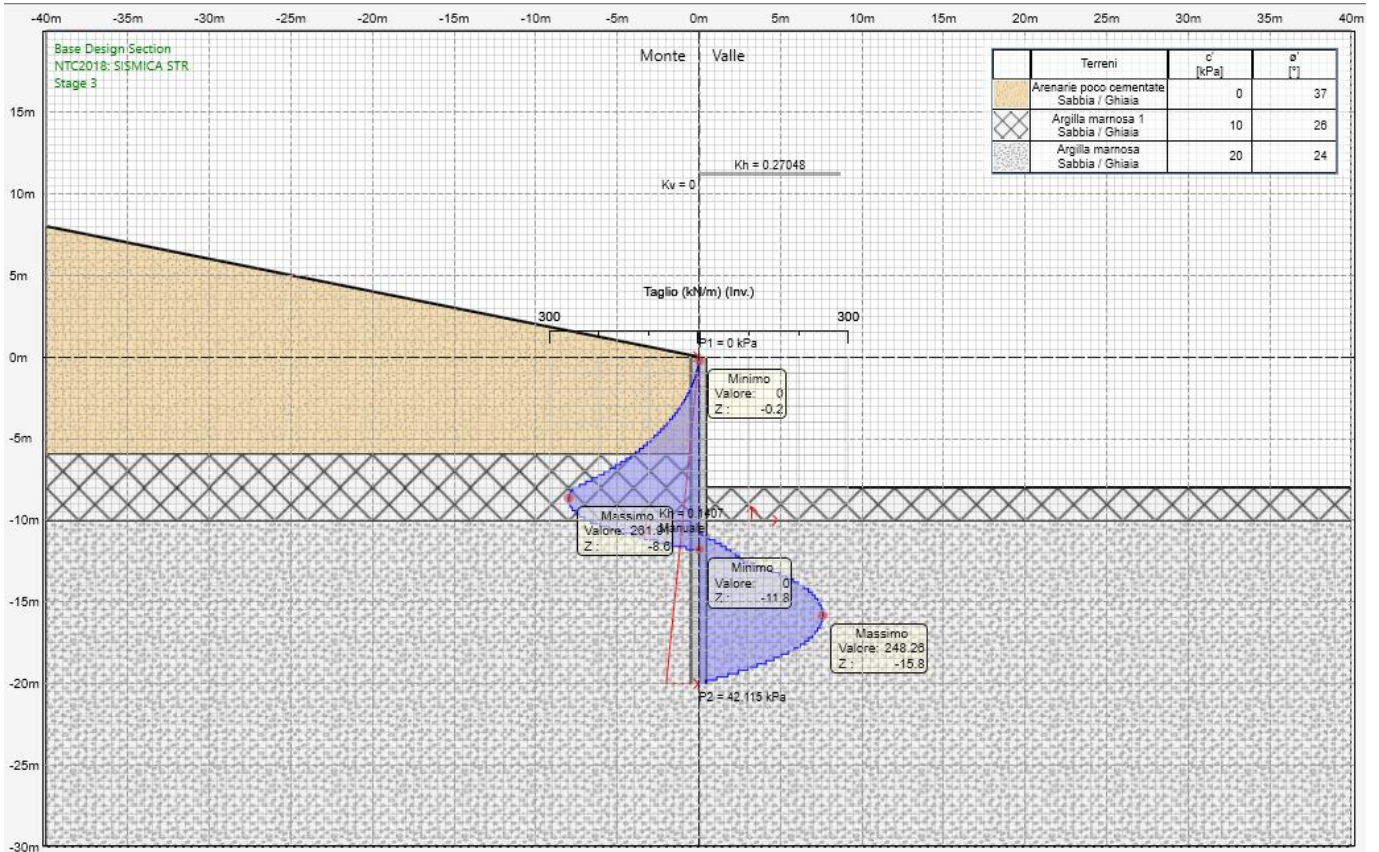 -40m -35m -30m -25m -20m -15m -10m -5m 0m 5m 10m 15m 20m 25m 30m 35m 40m
Base Design Section
NTC2018: SISMICA STR
Stage 3
Monte Valle
Terreni c' ø'
[kPa] [°]
Arenarie poco cementate
Sabbia / Ghiaia 0 37
Argilla marnosa 1
Sabbia / Ghiaia 10 26
Argilla marnosa
Sabbia / Ghiaia 20 24
15m
Kh = 0.27048
Kv = 0
10m
5m
Taglio (kN/m) (Inv.)
300 300
P1 = 0 kPa
0m
Minimo
Valore: 0
Z : -0.2
-5m
-10m
Kh = 0.1407
Manuale
Massimo
Valore: 261.94
Z : -8.6
Minimo
Valore: 0
Z : -11.8
-15m
Massimo
Valore: 248.26
Z : -15.8
-20m
P2 = 42.115 kPa
-25m
-30m